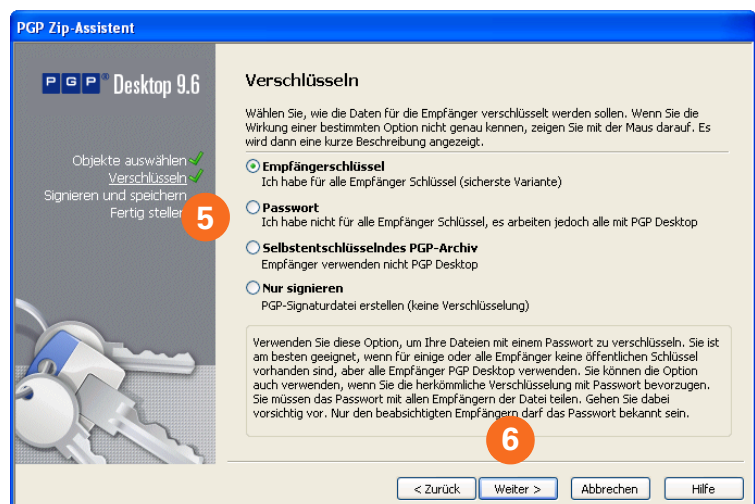 PGP Zip-Assistent
PGP® Desktop 9.6
Objekte auswählen
Verschlüsseln
Signieren und speichern
Fertig stellen
5
Verschlüsseln
Wählen Sie, wie die Daten für die Empfänger verschlüsselt werden sollen. Wenn Sie die
Wirkung einer bestimmten Option nicht genau kennen, zeigen Sie mit der Maus darauf. Es
wird dann eine kurze Beschreibung angezeigt.
Empfängerschlüssel
Ich habe für alle Empfänger Schlüssel (sicherste Variante)
Passwort
Ich habe nicht für alle Empfänger Schlüssel, es arbeiten jedoch alle mit PGP Desktop
Selbstentschlüsselndes PGP-Archiv
Empfänger verwenden nicht PGP Desktop
Nur signieren
PGP-Signaturdatei erstellen (keine Verschlüsselung)
Verwenden Sie diese Option, um Ihre Dateien mit einem Passwort zu verschlüsseln. Sie ist
am besten geeignet, wenn für einige oder alle Empfänger keine öffentlichen Schlüssel
vorhanden sind, aber alle Empfänger PGP Desktop verwenden. Sie können die Option
auch verwenden, wenn Sie die herkömmliche Verschlüsselung mit Passwort bevorzugen.
Sie müssen das Passwort mit allen Empfängern der Datei teilen. Gehen Sie dabei
vorsichtig vor. Nur den beabsichtigten Empfängern darf das Passwort bekannt sein.
6
< Zurück
Weiter >
Abbrechen
Hilfe